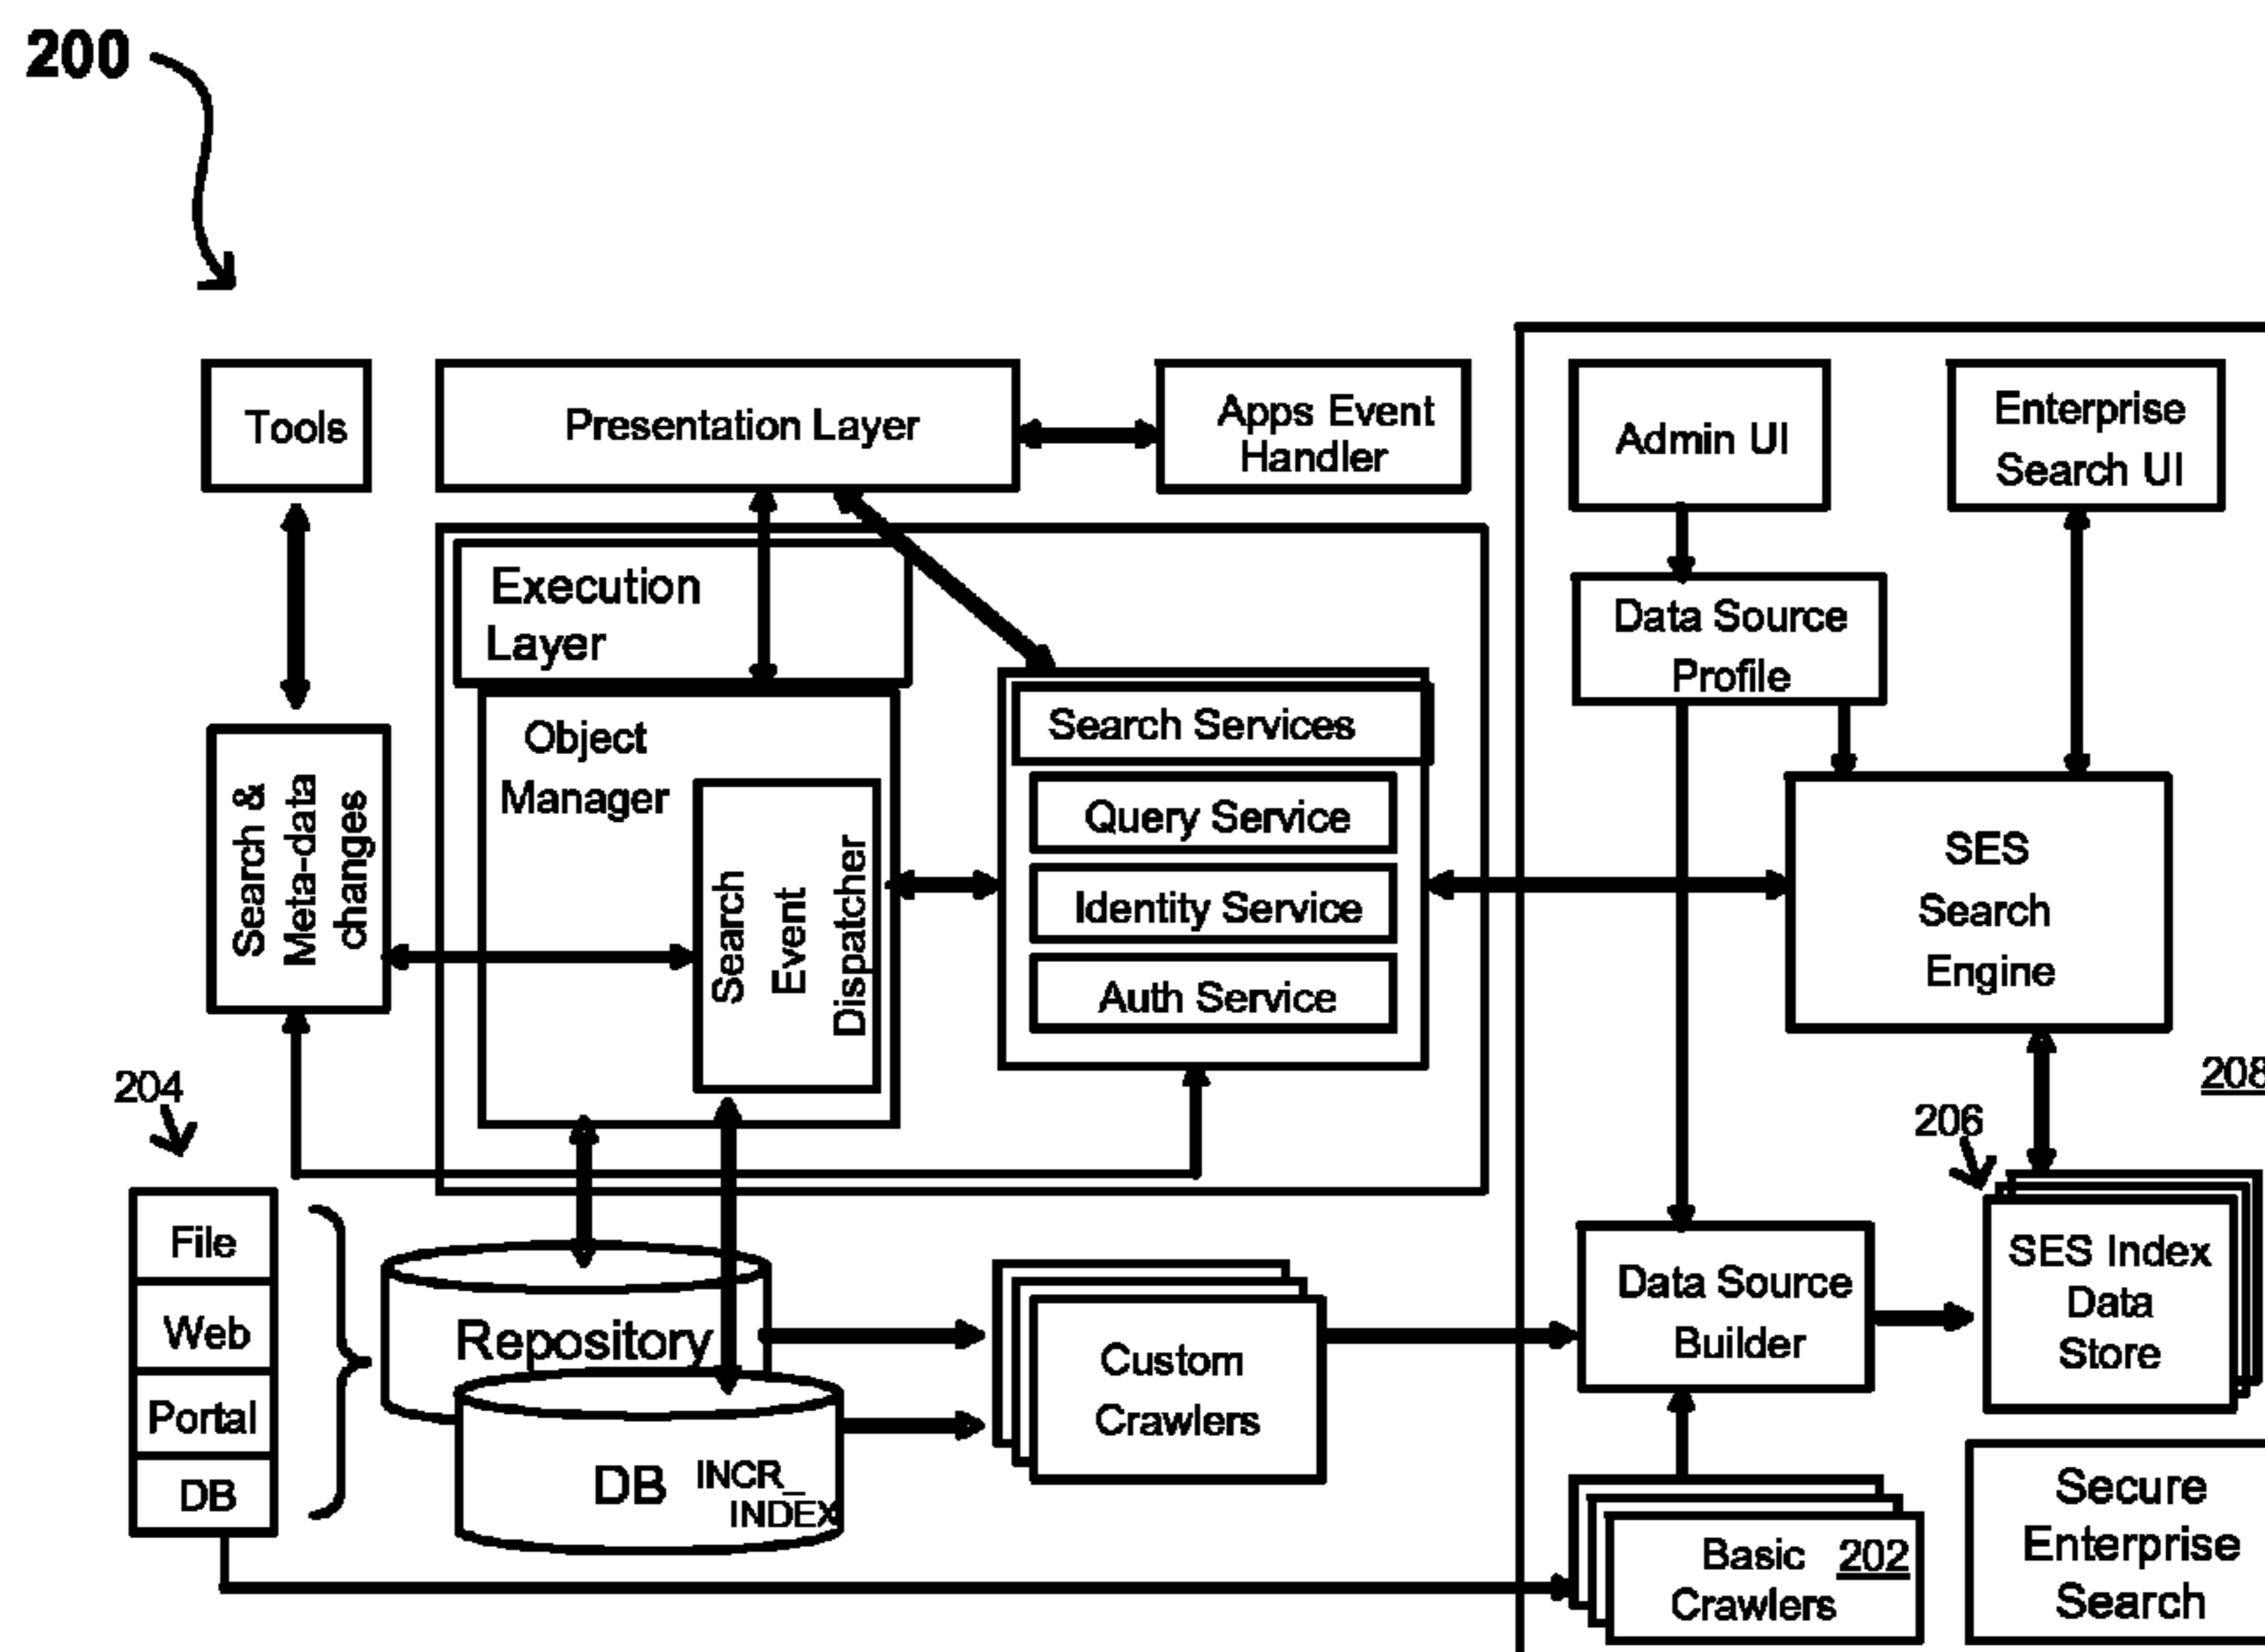 200
Tools
Presentation Layer
Apps Event
Handler
Admin UI
Enterprise
Search UI
Execution
Layer
Data Source
Profile
Object
Manager
Search Services
Search &
Meta-data
changes
Search
Event
Dispatcher
Query Service
Identity Service
Auth Service
SES
Search
Engine
204
208
206
File
Web
Portal
DB
Repository
DB
INCR_
INDEX
Custom
Crawlers
Data Source
Builder
SES Index
Data
Store
Basic
Crawlers
202
Secure
Enterprise
Search